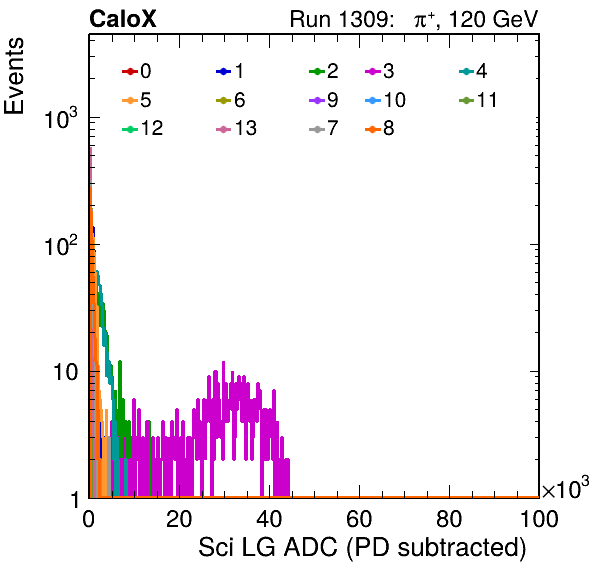 CaloX Run 1309: π⁺, 120 GeV
Events
0 1 2 3 4
5 6 9 10 11
12 13 7 8
10³
10²
10
1
0 20 40 60 80 100
×10³
Sci LG ADC (PD subtracted)